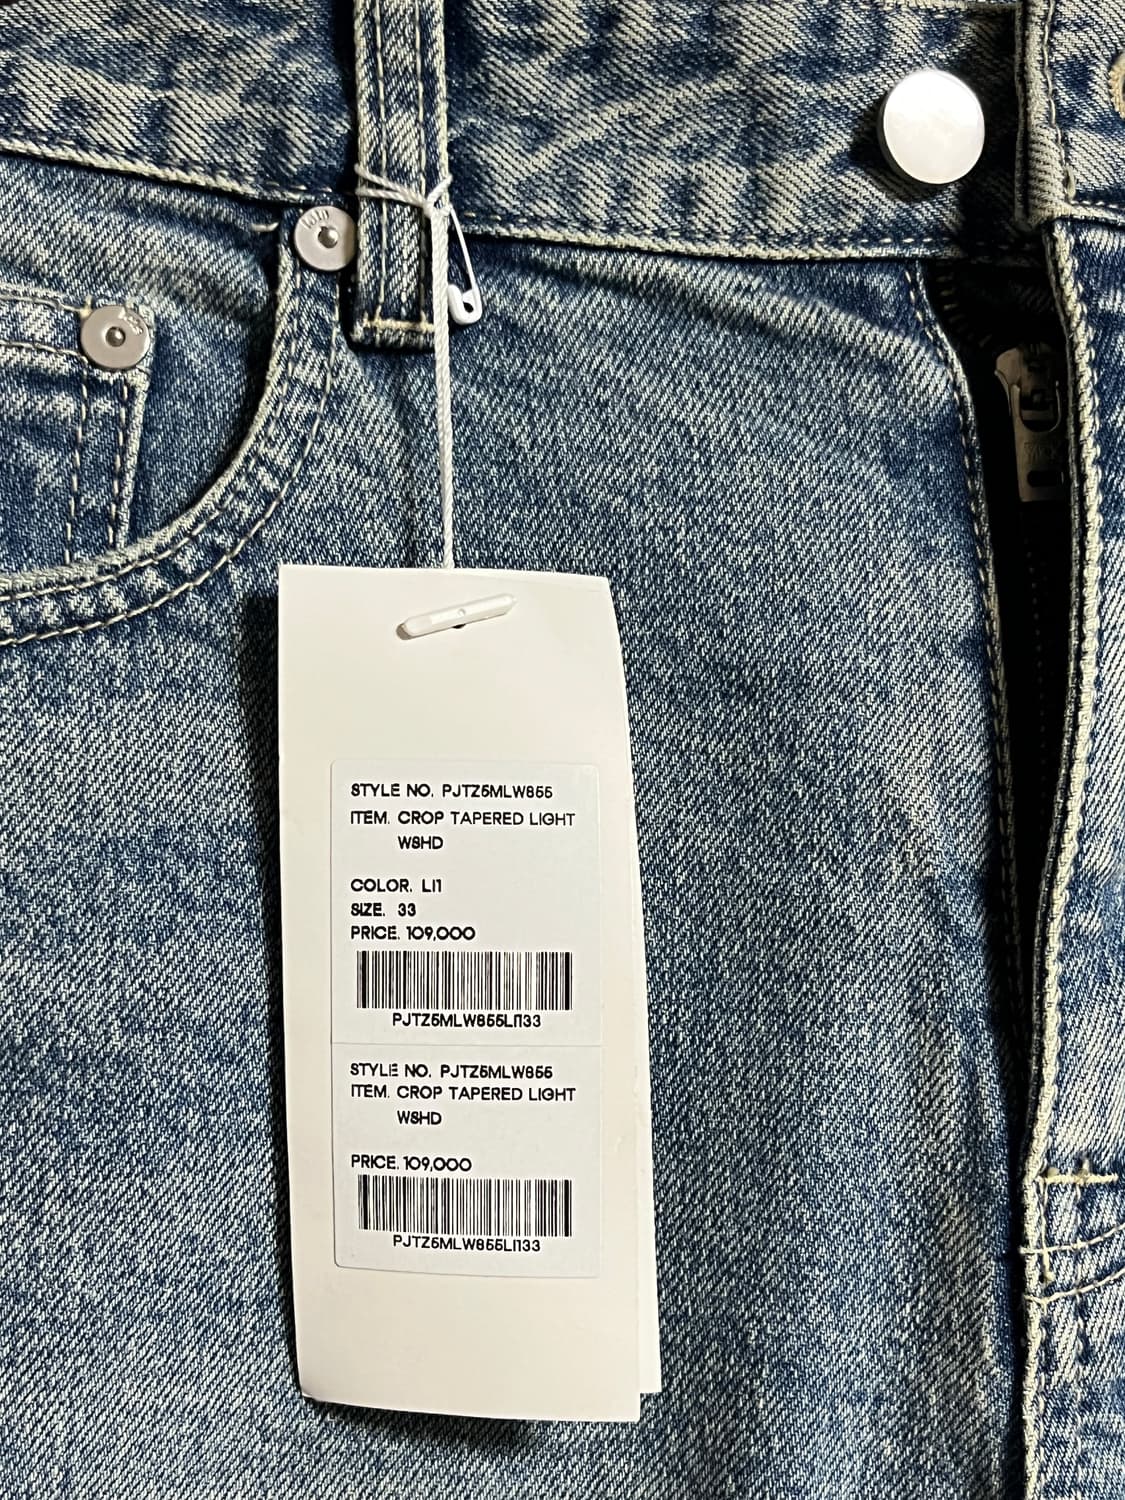 STYLE NO. PJTZ5MLW855
ITEM. CROP TAPERED LIGHT
WSHD
COLOR. LI1
SIZE. 33
PRICE. 109,000
PJTZ5MLW855LI133
STYLE NO. PJTZ5MLW855
ITEM. CROP TAPERED LIGHT
WSHD
PRICE. 109,000
PJTZ5MLW855LI133